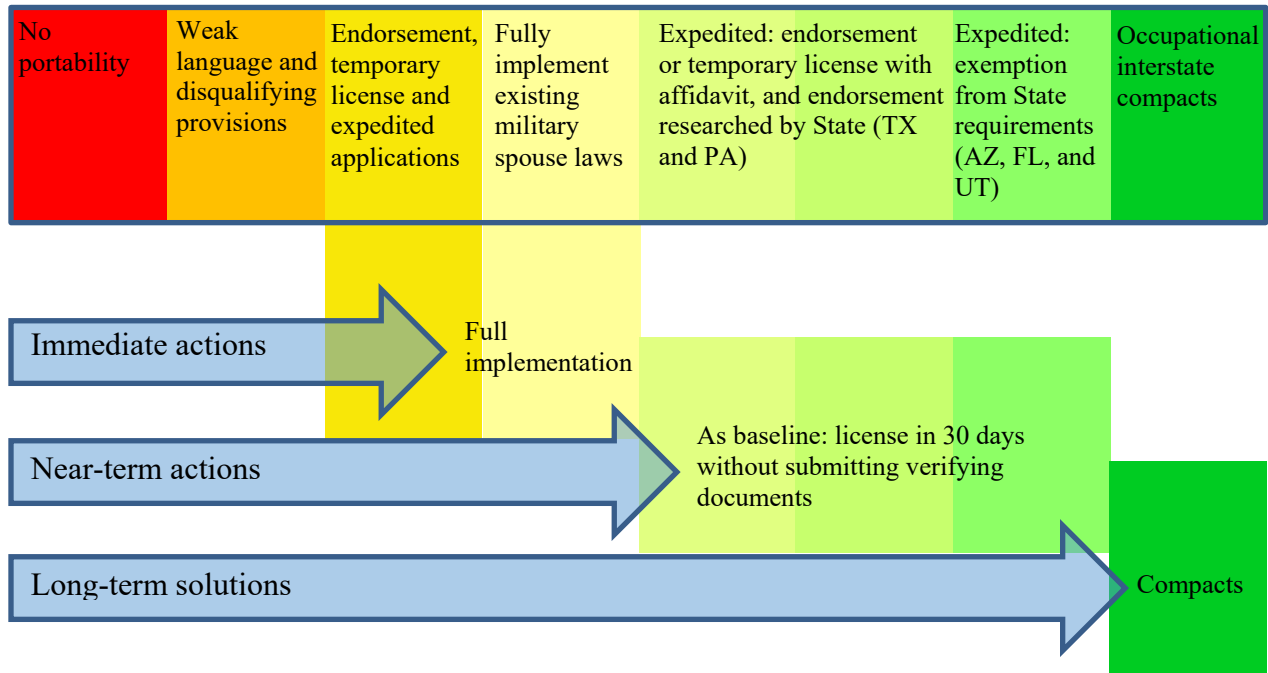 No
portability
Weak
language and
disqualifying
provisions
Endorsement,
temporary
license and
expedited
applications
Fully
implement
existing
military
spouse laws
Expedited: endorsement
or temporary license with
affidavit, and endorsement
researched by State (TX
and PA)
Expedited:
exemption
from State
requirements
(AZ, FL, and
UT)
Occupational
interstate
compacts
Immediate actions
Full
implementation
Near-term actions
As baseline: license in 30 days
without submitting verifying
documents
Long-term solutions
Compacts